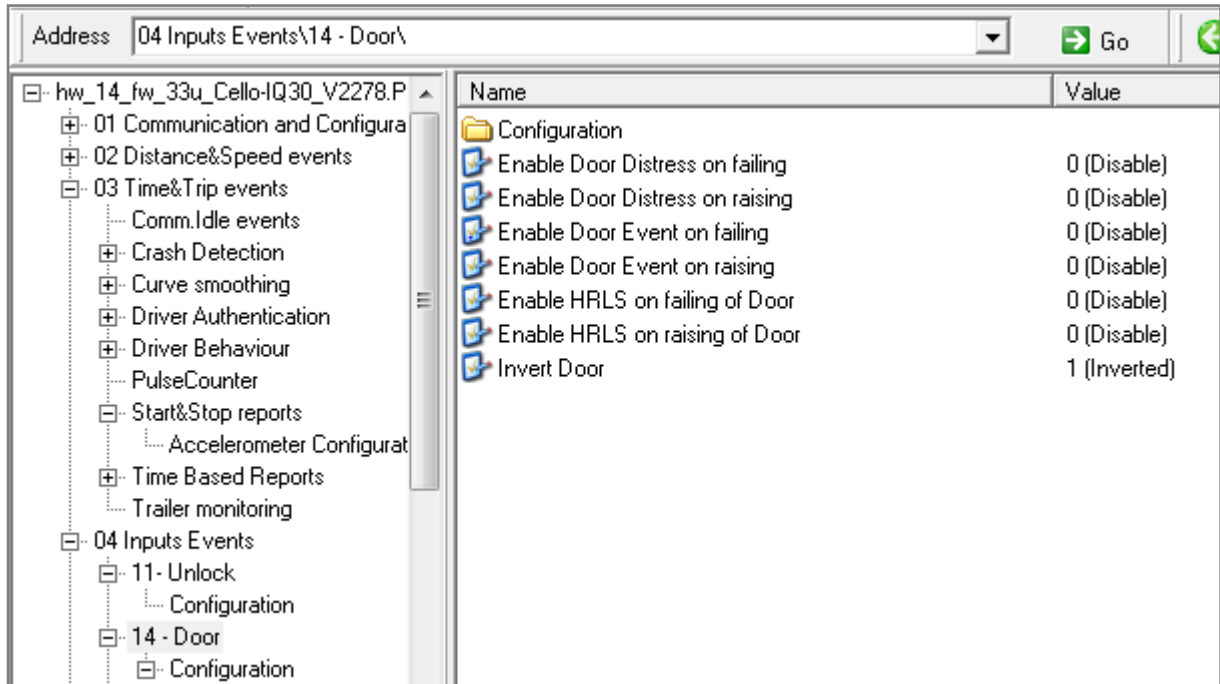 Address 04 Inputs Events\14 - Door\ Go
hw_14_fw_33u_Cello-IQ30_V2278.P
01 Communication and Configura
02 Distance&Speed events
03 Time&Trip events
Comm.Idle events
Crash Detection
Curve smoothing
Driver Authentication
Driver Behaviour
PulseCounter
Start&Stop reports
Accelerometer Configurat
Time Based Reports
Trailer monitoring
04 Inputs Events
11- Unlock
Configuration
14 - Door
Configuration
Name Value
Configuration
Enable Door Distress on failing 0 (Disable)
Enable Door Distress on raising 0 (Disable)
Enable Door Event on failing 0 (Disable)
Enable Door Event on raising 0 (Disable)
Enable HRLS on failing of Door 0 (Disable)
Enable HRLS on raising of Door 0 (Disable)
Invert Door 1 (Inverted)